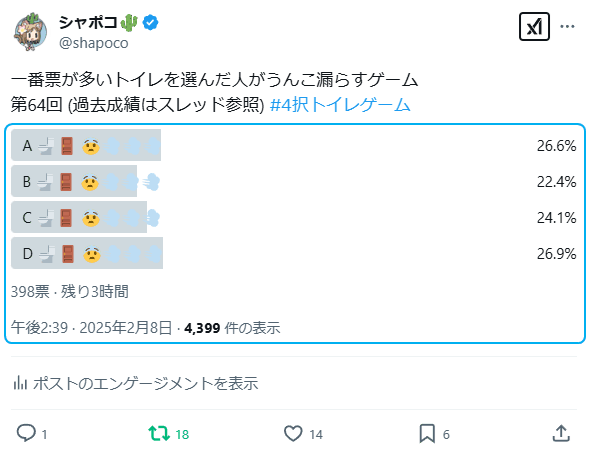 シャポコ🌵
@shapoco
一番票が多いトイレを選んだ人がうんこ漏らすゲーム
第64回 (過去成績はスレッド参照) #4択トイレゲーム
A 🚽🚪😟💨💨💨 26.6%
B 🚽🚪😟💨💨💨 22.4%
C 🚽🚪😟💨💨💨 24.1%
D 🚽🚪😟💨💨💨 26.9%
398票 · 残り3時間
午後2:39 · 2025年2月8日 · 4,399 件の表示
ポストのエンゲージメントを表示
1 18 14 6